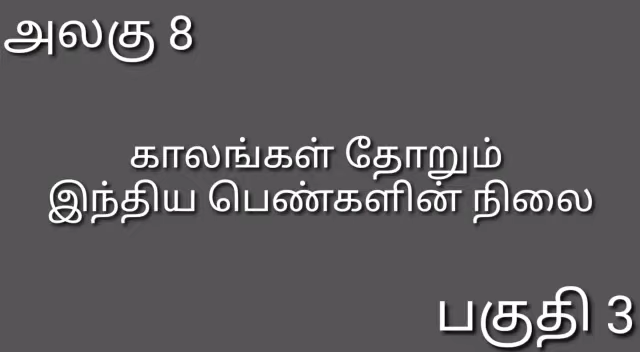 அலகு 8
காலங்கள் தோறும்
இந்திய பெண்களின் நிலை
பகுதி 3